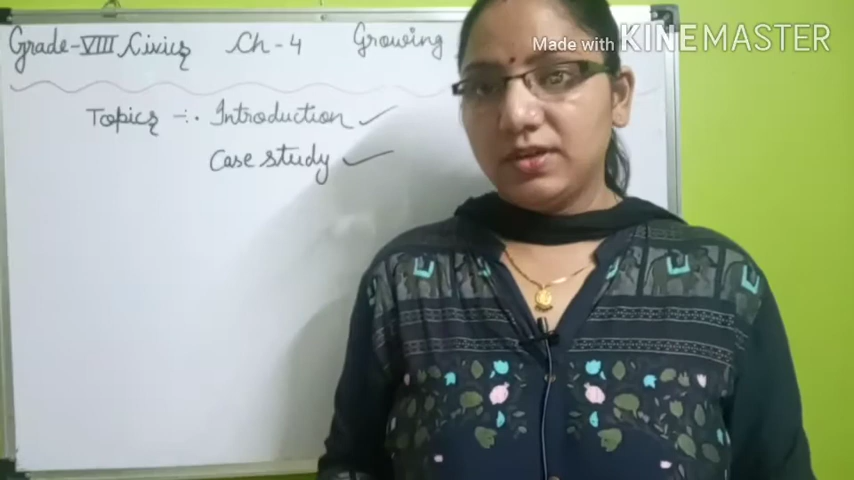 Grade-VIII Civics Ch-4 Growing
Made with KINEMASTER
Topics -:. Introduction ✓
Case study ✓